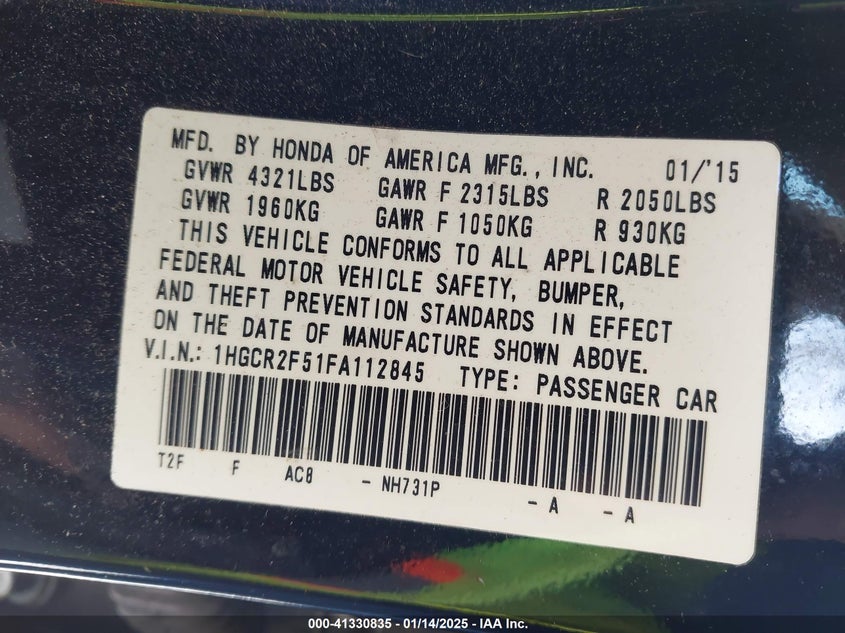 MFD. BY HONDA OF AMERICA MFG., INC. 01/'15
GVWR 4321LBS GAWR F 2315LBS R 2050LBS
GVWR 1960KG GAWR F 1050KG R 930KG
THIS VEHICLE CONFORMS TO ALL APPLICABLE
FEDERAL MOTOR VEHICLE SAFETY, BUMPER,
AND THEFT PREVENTION STANDARDS IN EFFECT
ON THE DATE OF MANUFACTURE SHOWN ABOVE.
V.I.N.: 1HGCR2F51FA112845 TYPE: PASSENGER CAR
T2F F AC8 - NH731P - A - A
000-41330835 - 01/14/2025 - IAA Inc.